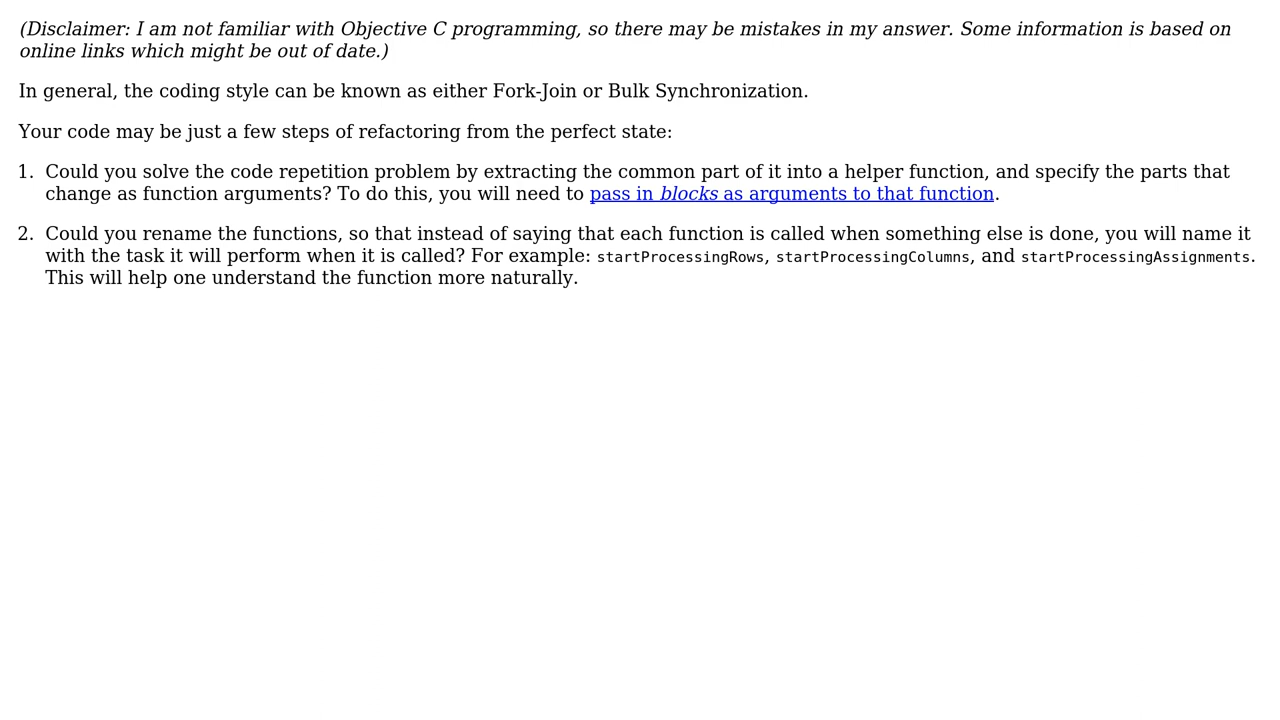 (Disclaimer: I am not familiar with Objective C programming, so there may be mistakes in my answer. Some information is based on
online links which might be out of date.)
In general, the coding style can be known as either Fork-Join or Bulk Synchronization.
Your code may be just a few steps of refactoring from the perfect state:
1. Could you solve the code repetition problem by extracting the common part of it into a helper function, and specify the parts that
change as function arguments? To do this, you will need to pass in blocks as arguments to that function.
2. Could you rename the functions, so that instead of saying that each function is called when something else is done, you will name it
with the task it will perform when it is called? For example: startProcessingRows, startProcessingColumns, and startProcessingAssignments.
This will help one understand the function more naturally.